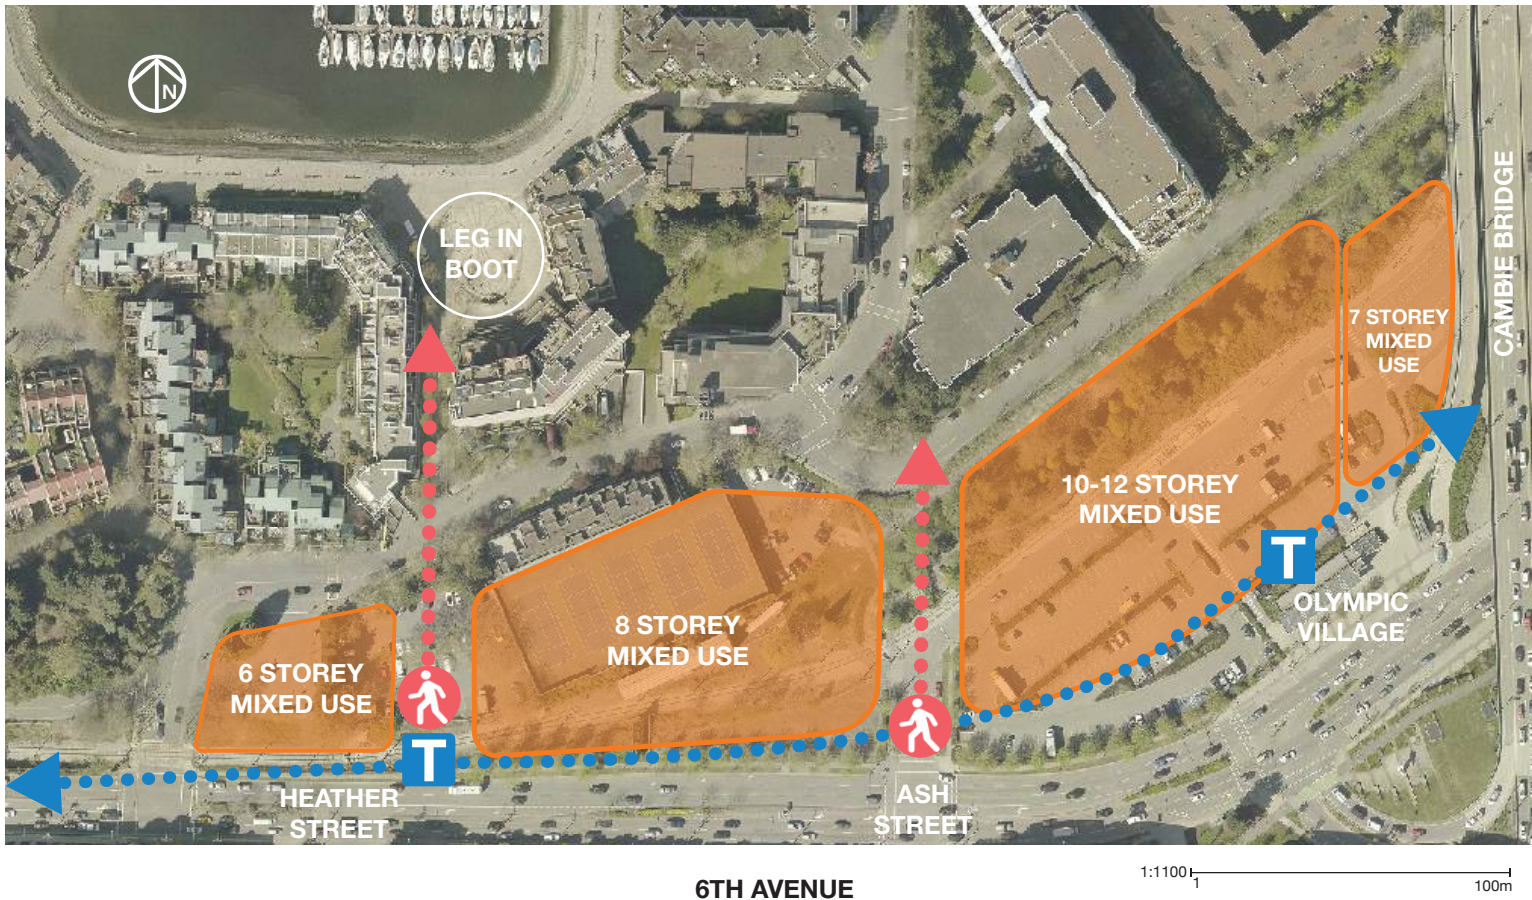 N
LEG IN
BOOT
CAMBIE BRIDGE
7 STOREY
MIXED
USE
10-12 STOREY
MIXED USE
T
OLYMPIC
VILLAGE
8 STOREY
MIXED USE
6 STOREY
MIXED USE
T
HEATHER
STREET
ASH
STREET
6TH AVENUE
1:1100
1
100m